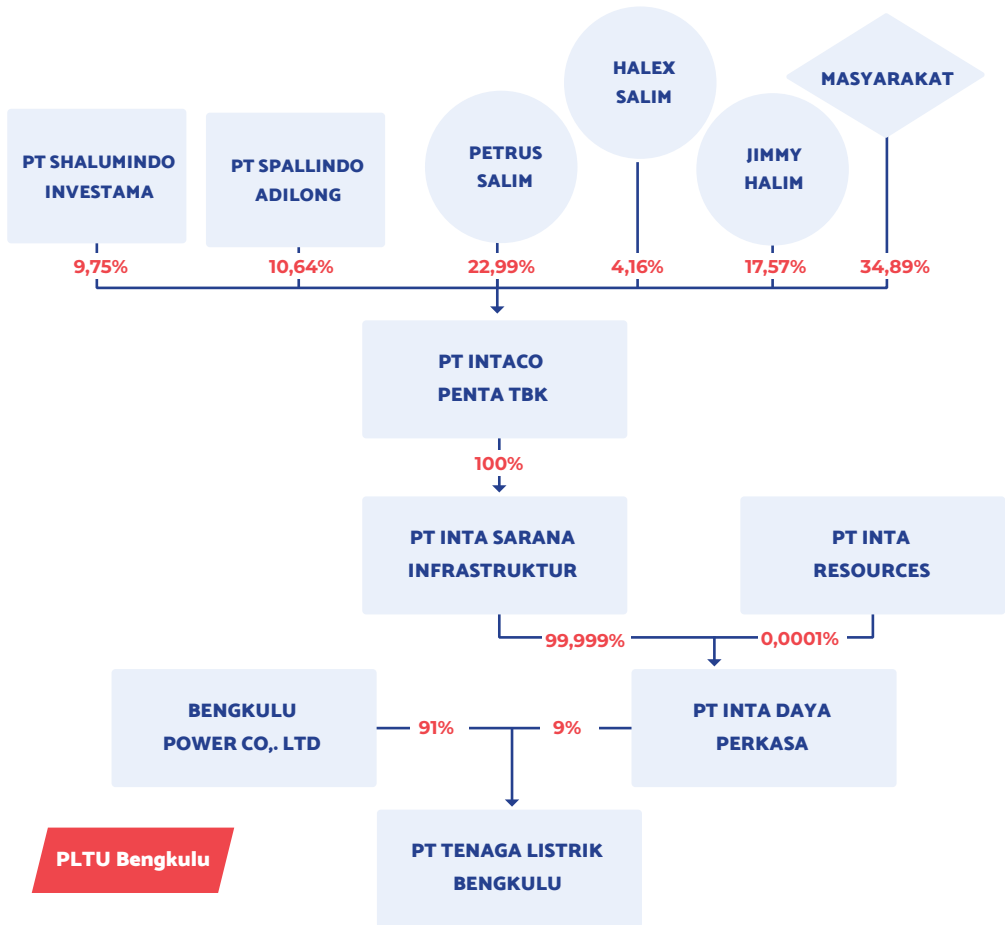 HALEX
SALIM
MASYARAKAT
PT SHALUMINDO
INVESTAMA
PT SPALLINDO
ADILONG
PETRUS
SALIM
JIMMY
HALIM
9,75%
10,64%
22,99%
4,16%
17,57%
34,89%
PT INTACO
PENTA TBK
100%
PT INTA SARANA
INFRASTRUKTUR
PT INTA
RESOURCES
99,999%
0,0001%
BENGKULU
POWER CO,. LTD
91%
9%
PT INTA DAYA
PERKASA
PT TENAGA LISTRIK
BENGKULU
PLTU Bengkulu